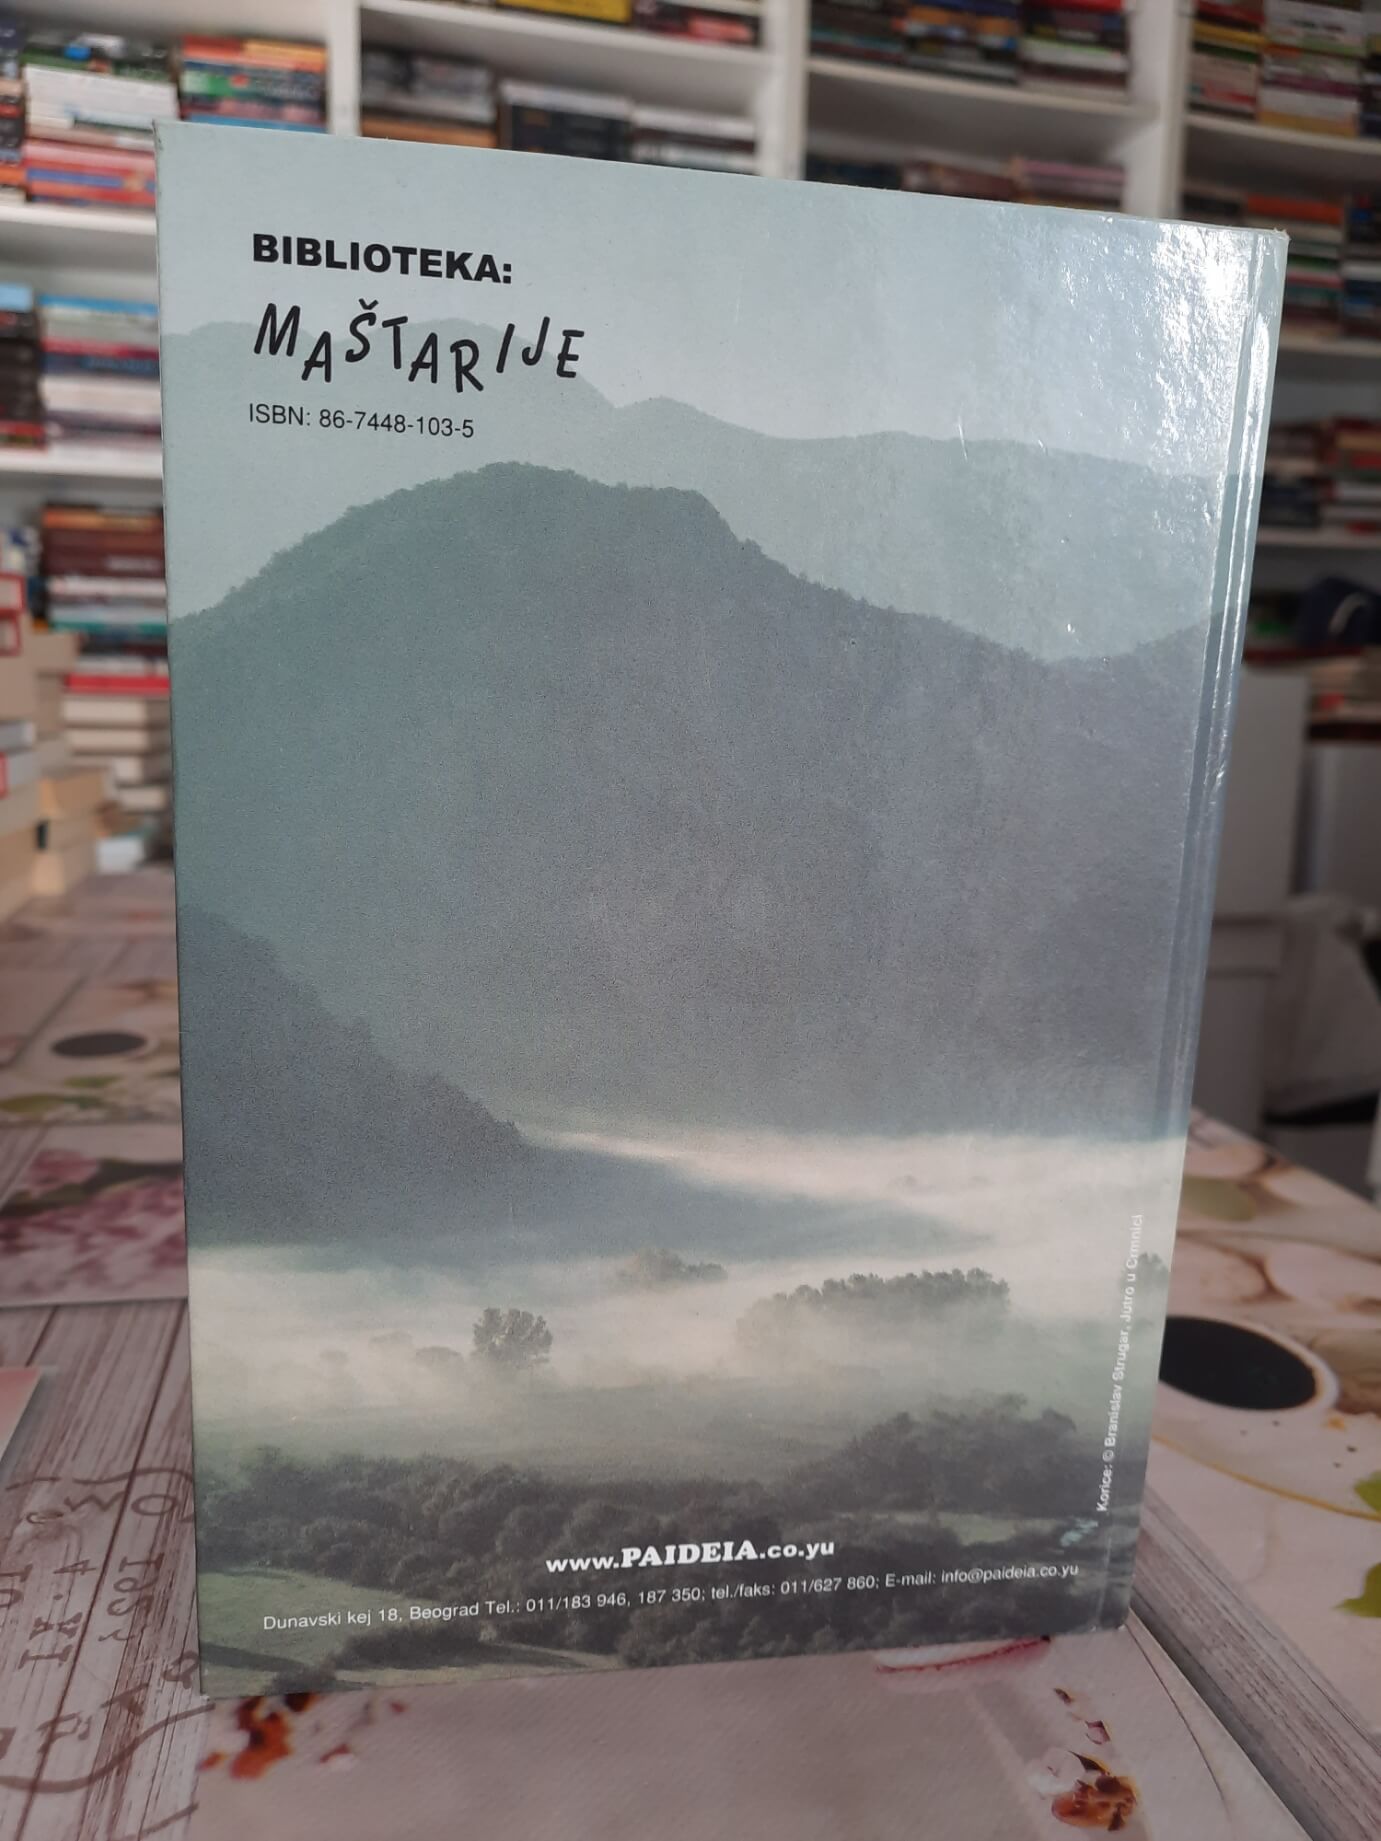 BIBLIOTEKA:
MAŠTARIJE
ISBN: 86-7448-103-5
Korice: © Branislav Strugar, Jutro u Crmnici
www.PAIDEIA.co.yu
Dunavski kej 18, Beograd Tel.: 011/183 946, 187 350; tel./faks: 011/627 860; E-mail: info@paideia.co.yu